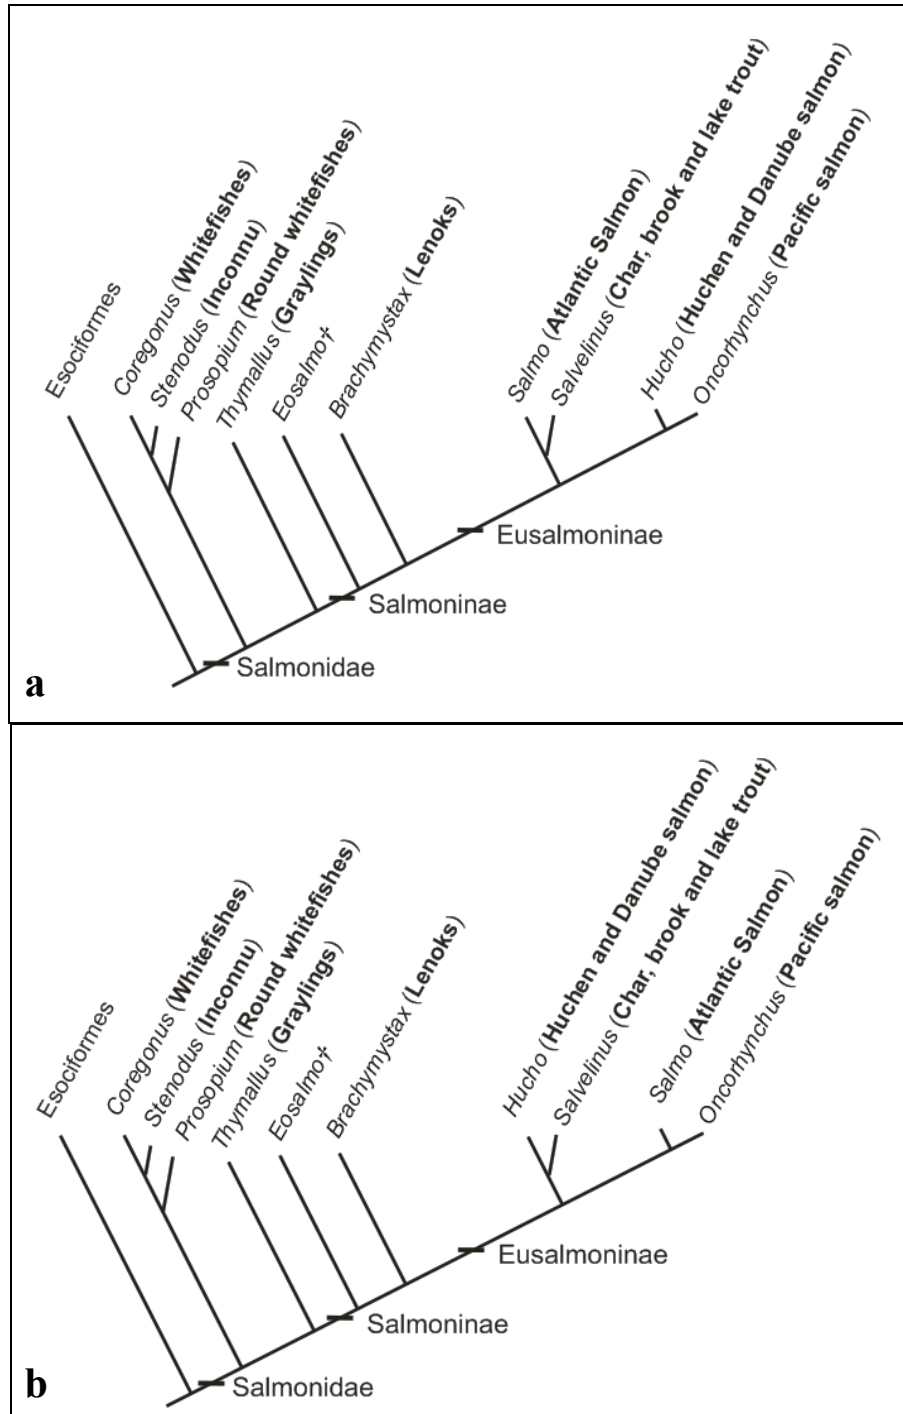 Esociformes
Coregonus (Whitefishes)
Stenodus (Inconnu)
Prosopium (Round whitefishes)
Thymallus (Graylings)
Eosalmo†
Brachymystax (Lenoks)
Salmo (Atlantic Salmon)
Salvelinus (Char, brook and lake trout)
Hucho (Huchen and Danube salmon)
Oncorhynchus (Pacific salmon)
Eusalmoninae
Salmoninae
Salmonidae
a
Esociformes
Coregonus (Whitefishes)
Stenodus (Inconnu)
Prosopium (Round whitefishes)
Thymallus (Graylings)
Eosalmo†
Brachymystax (Lenoks)
Hucho (Huchen and Danube salmon)
Salvelinus (Char, brook and lake trout)
Salmo (Atlantic Salmon)
Oncorhynchus (Pacific salmon)
Eusalmoninae
Salmoninae
Salmonidae
b